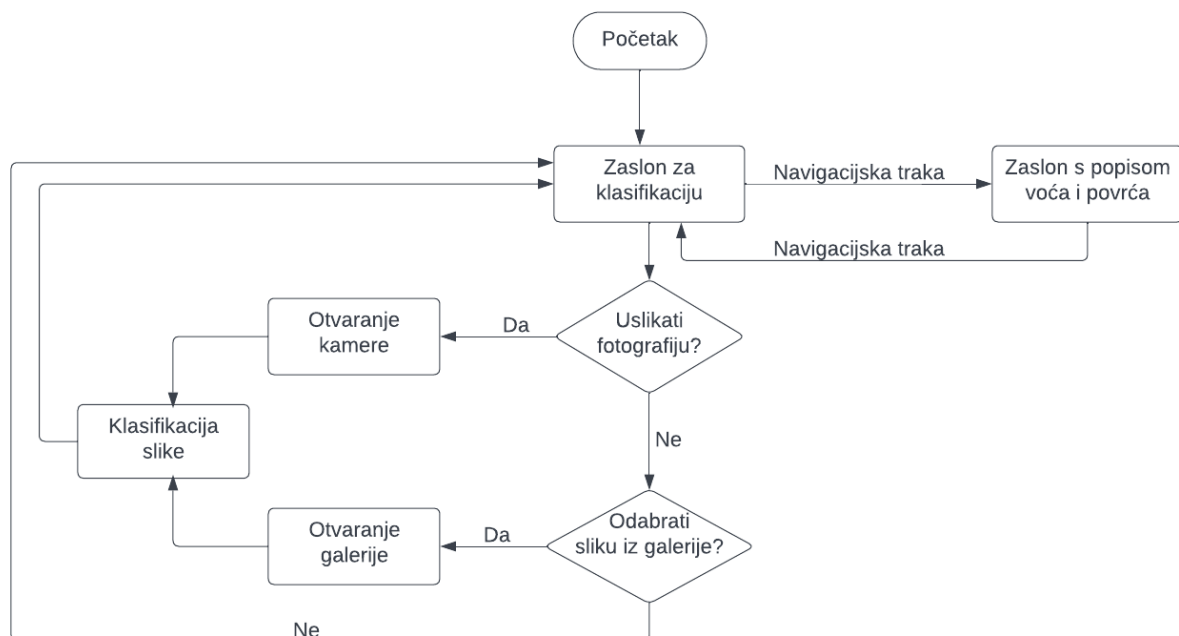 Početak
Zaslon za
klasifikaciju
Navigacijska traka
Zaslon s popisom
voća i povrća
Navigacijska traka
Uslikati
fotografiju?
Da
Otvaranje
kamere
Klasifikacija
slike
Ne
Odabrati
sliku iz galerije?
Da
Otvaranje
galerije
Ne